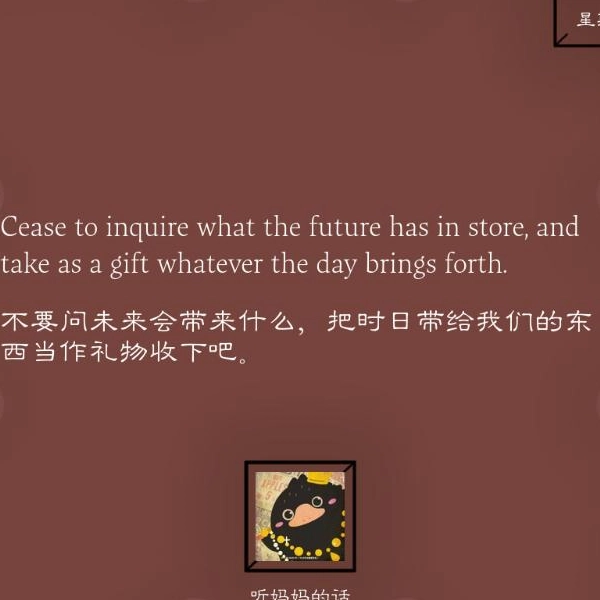 星
Cease to inquire what the future has in store, and
take as a gift whatever the day brings forth.
不要问未来会带来什么，把时日带给我们的东
西当作礼物收下吧。
听妈妈的话